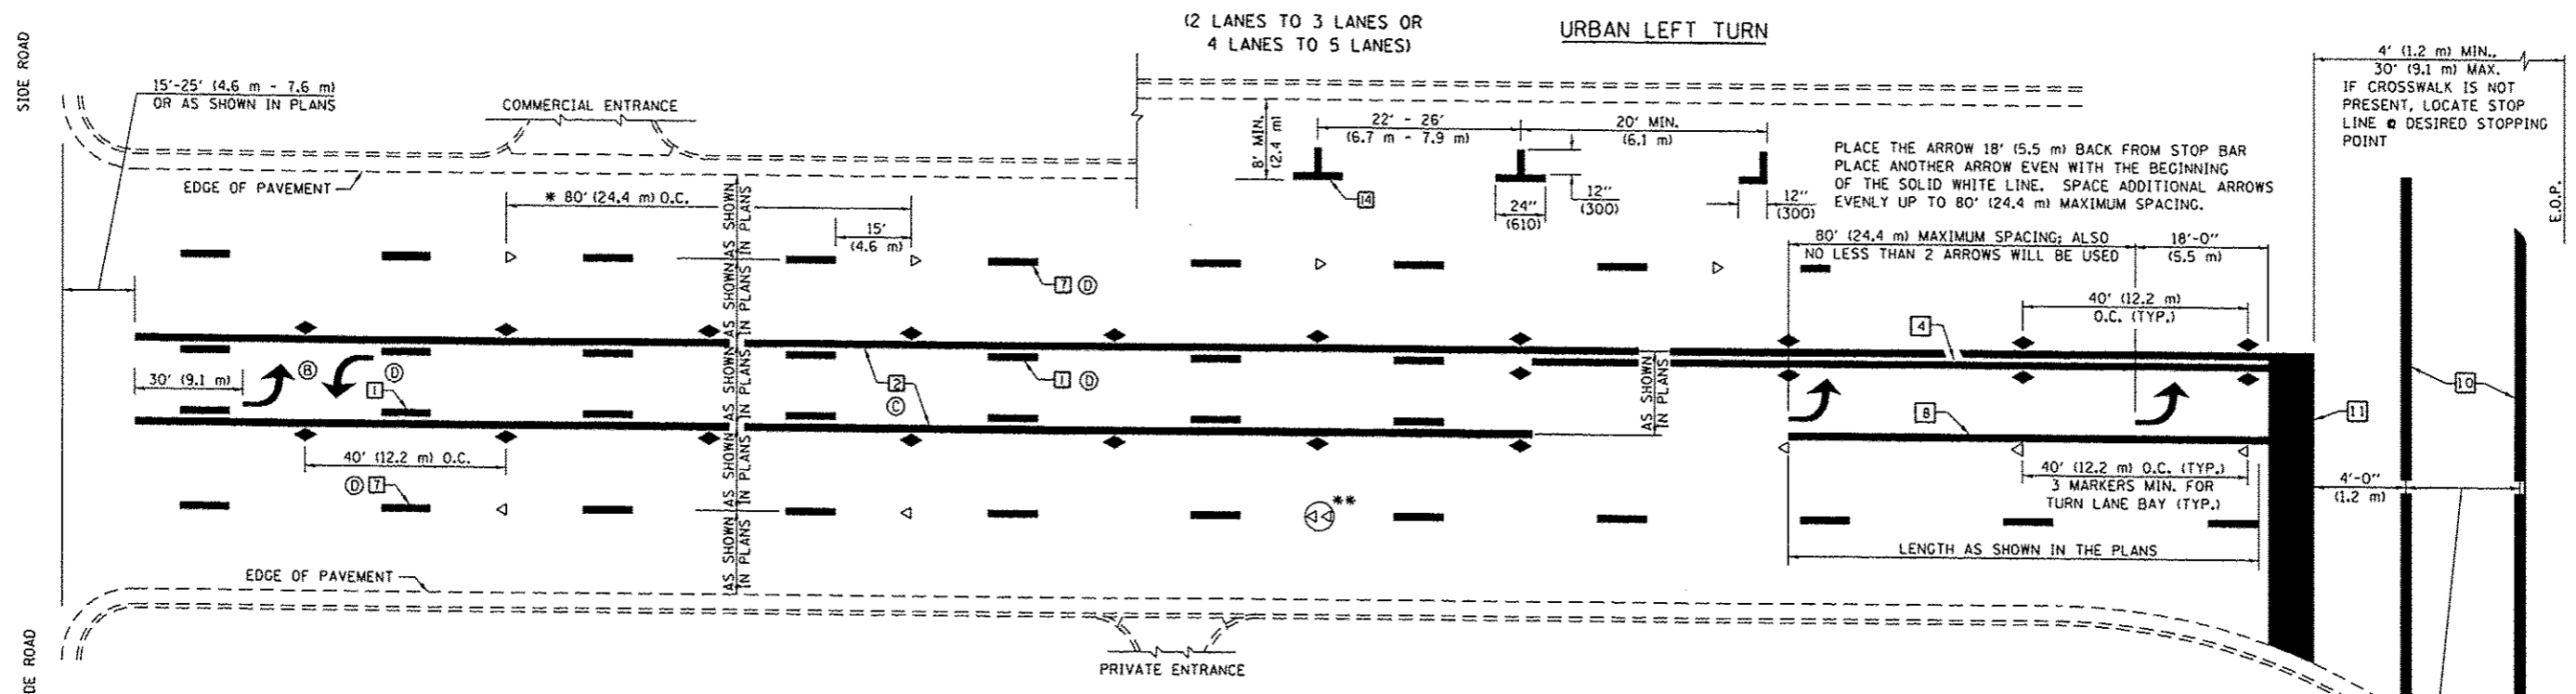 (2 LANES TO 3 LANES OR
4 LANES TO 5 LANES)
URBAN LEFT TURN
SIDE ROAD
15'-25' (4.6 m - 7.6 m)
OR AS SHOWN IN PLANS
COMMERCIAL ENTRANCE
EDGE OF PAVEMENT
* 80' (24.4 m) O.C.
15'
(4.6 m)
8' MIN.
(2.4 m)
22' - 26'
(6.7 m - 7.9 m)
20' MIN.
(6.1 m)
14
24"
(610)
12"
(300)
12"
(300)
4' (1.2 m) MIN.,
30' (9.1 m) MAX.
IF CROSSWALK IS NOT
PRESENT, LOCATE STOP
LINE @ DESIRED STOPPING
POINT
E.O.P.
PLACE THE ARROW 18' (5.5 m) BACK FROM STOP BAR
PLACE ANOTHER ARROW EVEN WITH THE BEGINNING
OF THE SOLID WHITE LINE. SPACE ADDITIONAL ARROWS
EVENLY UP TO 80' (24.4 m) MAXIMUM SPACING.
80' (24.4 m) MAXIMUM SPACING; ALSO
NO LESS THAN 2 ARROWS WILL BE USED
18'-0"
(5.5 m)
40' (12.2 m)
O.C. (TYP.)
AS SHOWN
IN PLANS
AS SHOWN
IN PLANS
AS SHOWN
IN PLANS
AS SHOWN
IN PLANS
AS SHOWN
IN PLANS
7 D
4
30' (9.1 m)
B
D
1
2
C
1 D
AS SHOWN
IN PLANS
8
10
11
40' (12.2 m) O.C.
D 7
**
40' (12.2 m) O.C. (TYP.)
3 MARKERS MIN. FOR
TURN LANE BAY (TYP.)
4'-0"
(1.2 m)
LENGTH AS SHOWN IN THE PLANS
EDGE OF PAVEMENT
PRIVATE ENTRANCE
DE ROAD